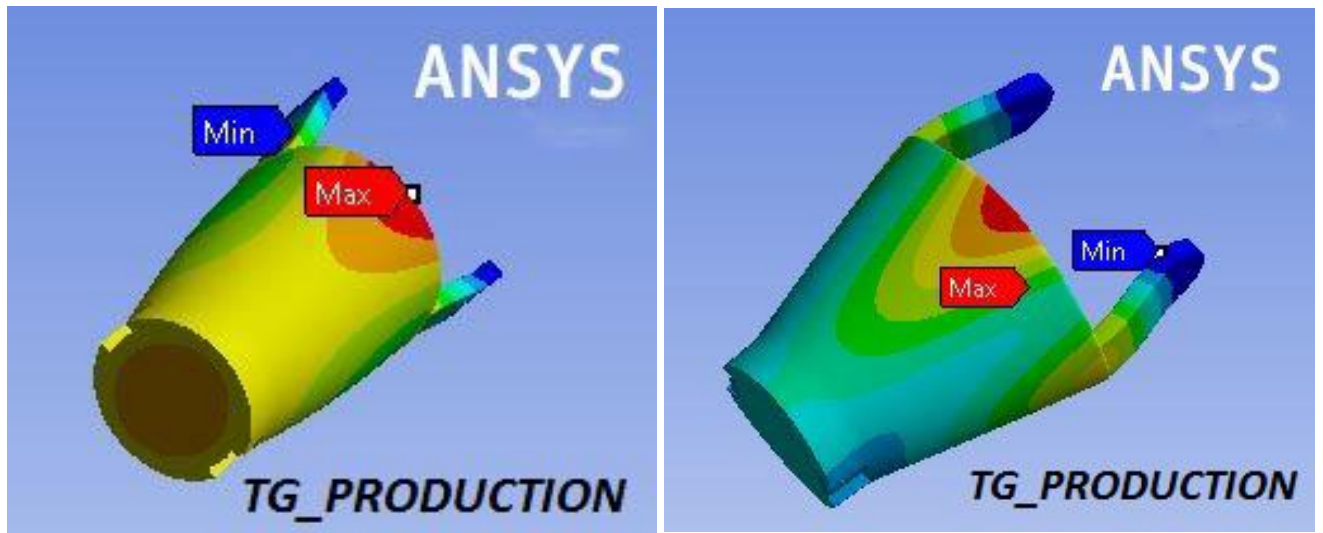 ANSYS
Min
Max
TG_PRODUCTION
ANSYS
Min
Max
TG_PRODUCTION